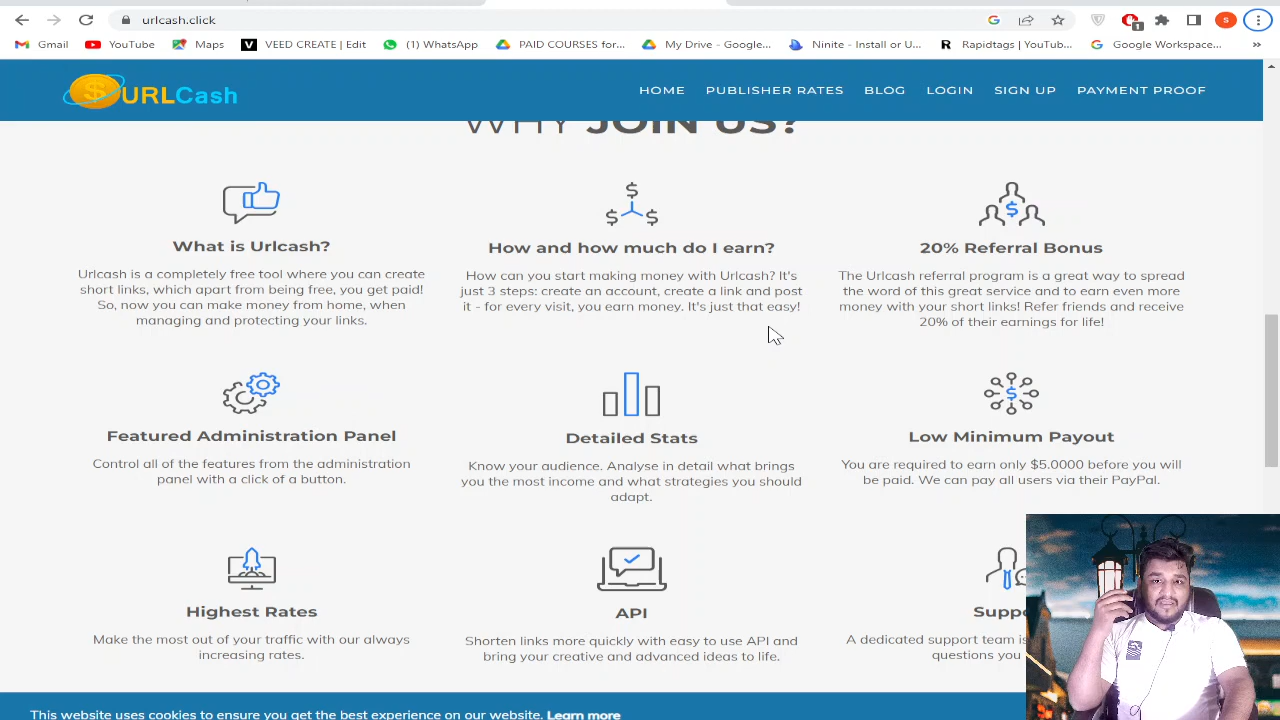 urlcash.click
S
1
Gmail
YouTube
Maps
VEED CREATE | Edit
(1) WhatsApp
PAID COURSES for...
My Drive - Google...
Ninite - Install or U...
Rapidtags | YouTub...
Google Workspace...
»
URLCash
HOME
PUBLISHER RATES
BLOG
LOGIN
SIGN UP
PAYMENT PROOF
WHY JOIN US?
What is Urlcash?
Urlcash is a completely free tool where you can create
short links, which apart from being free, you get paid!
So, now you can make money from home, when
managing and protecting your links.
How and how much do I earn?
How can you start making money with Urlcash? It's
just 3 steps: create an account, create a link and post
it - for every visit, you earn money. It's just that easy!
20% Referral Bonus
The Urlcash referral program is a great way to spread
the word of this great service and to earn even more
money with your short links! Refer friends and receive
20% of their earnings for life!
Featured Administration Panel
Control all of the features from the administration
panel with a click of a button.
Detailed Stats
Know your audience. Analyse in detail what brings
you the most income and what strategies you should
adapt.
Low Minimum Payout
You are required to earn only $5.0000 before you will
be paid. We can pay all users via their PayPal.
Highest Rates
Make the most out of your traffic with our always
increasing rates.
API
Shorten links more quickly with easy to use API and
bring your creative and advanced ideas to life.
Suppo
A dedicated support team is
questions you
This website uses cookies to ensure you get the best experience on our website. Learn more